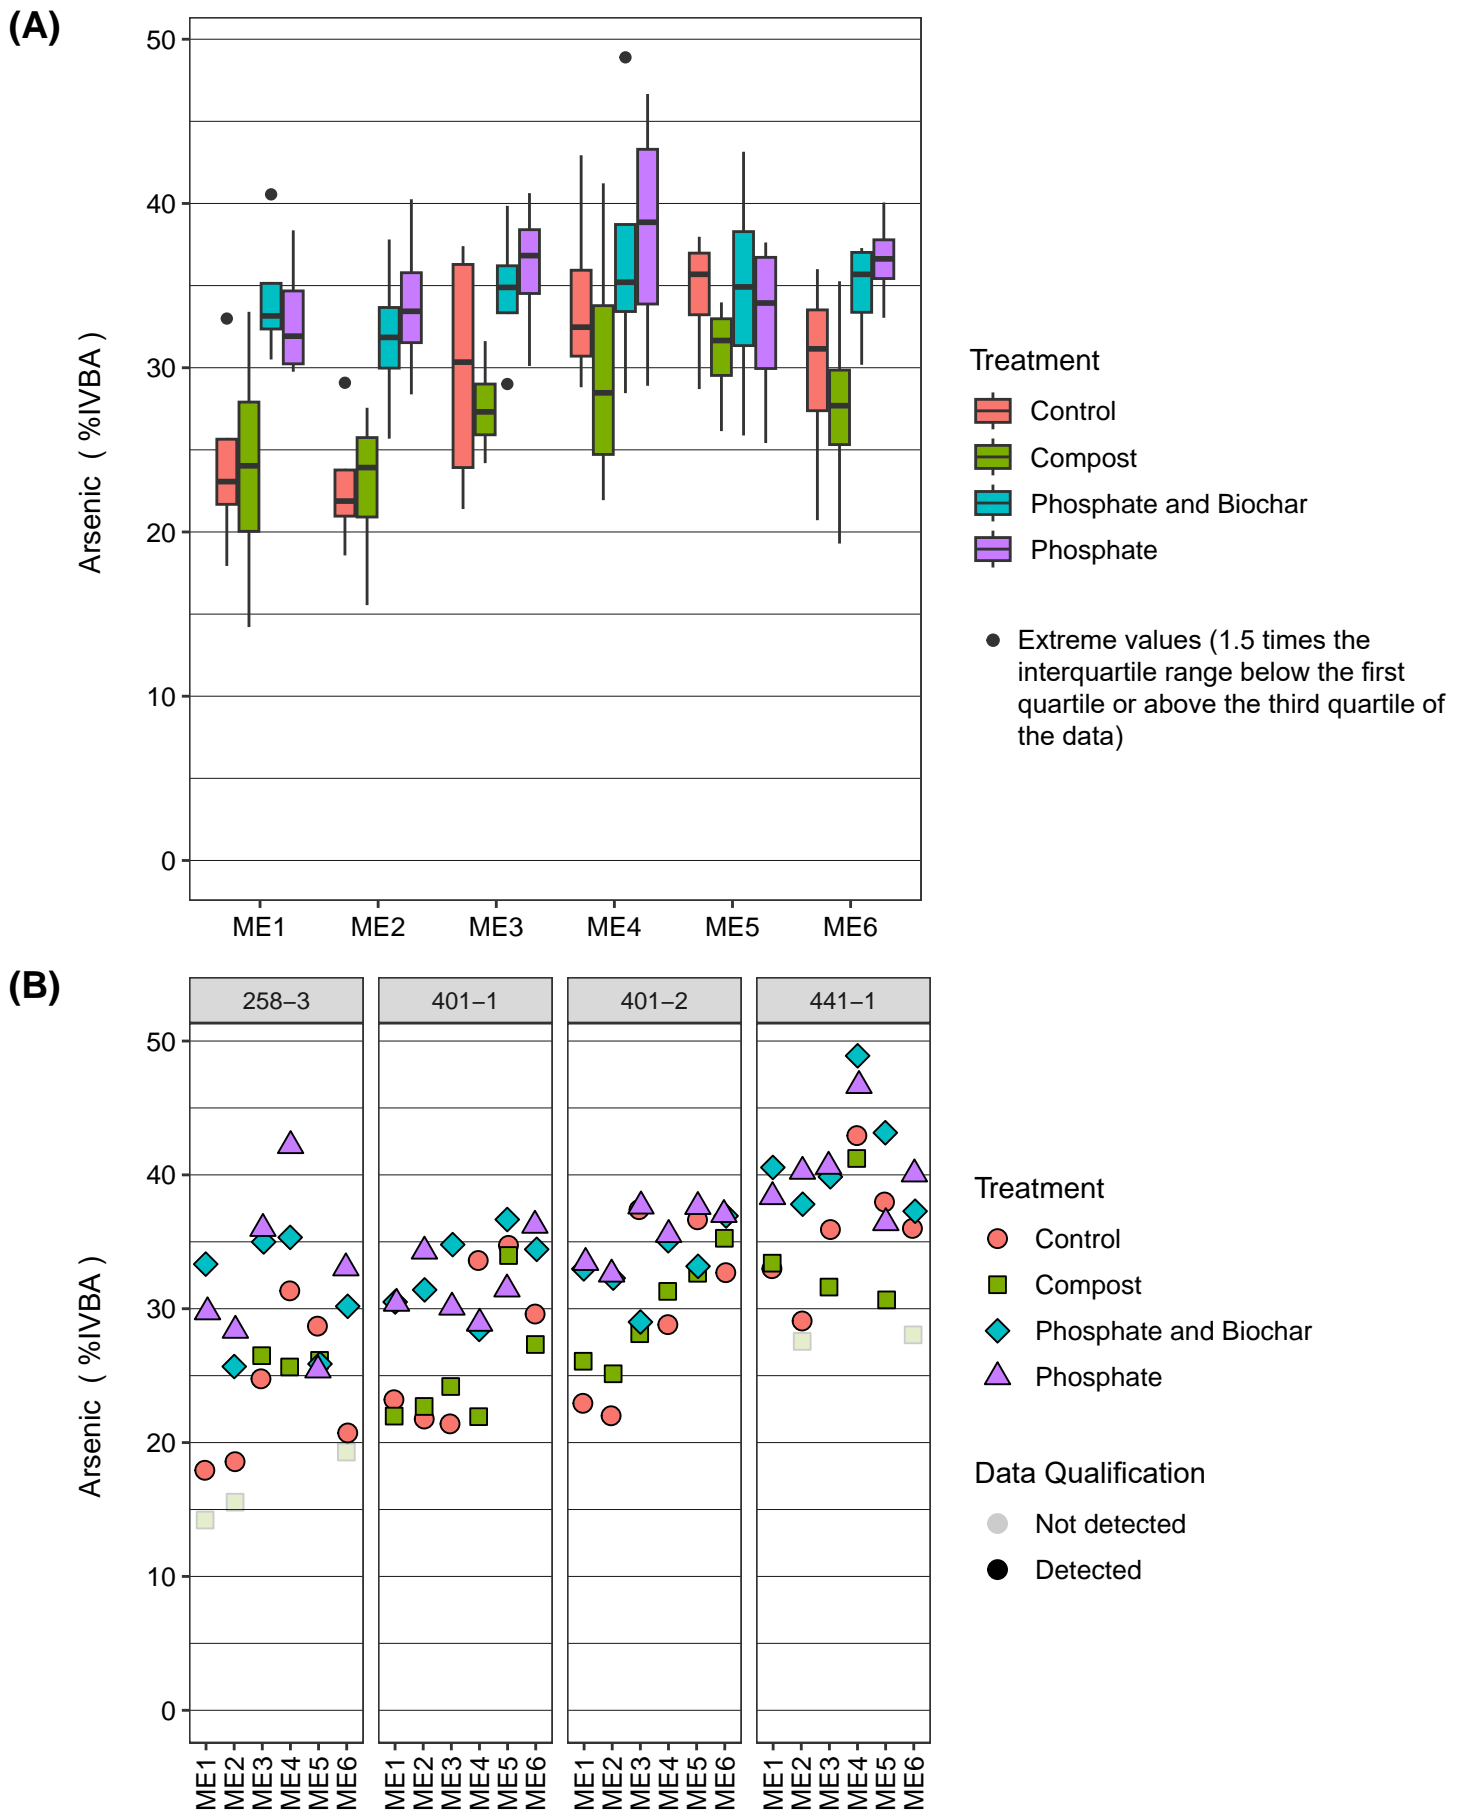 (A)
50
40
30
20
10
0
Arsenic ( %IVBA )
ME1 ME2 ME3 ME4 ME5 ME6
Treatment
Control
Compost
Phosphate and Biochar
Phosphate
Extreme values (1.5 times the
interquartile range below the first
quartile or above the third quartile of
the data)
(B)
258−3 401−1 401−2 441−1
50
40
30
20
10
0
Arsenic ( %IVBA )
ME1 ME2 ME3 ME4 ME5 ME6 ME1 ME2 ME3 ME4 ME5 ME6 ME1 ME2 ME3 ME4 ME5 ME6 ME1 ME2 ME3 ME4 ME5 ME6
Treatment
Control
Compost
Phosphate and Biochar
Phosphate
Data Qualification
Not detected
Detected